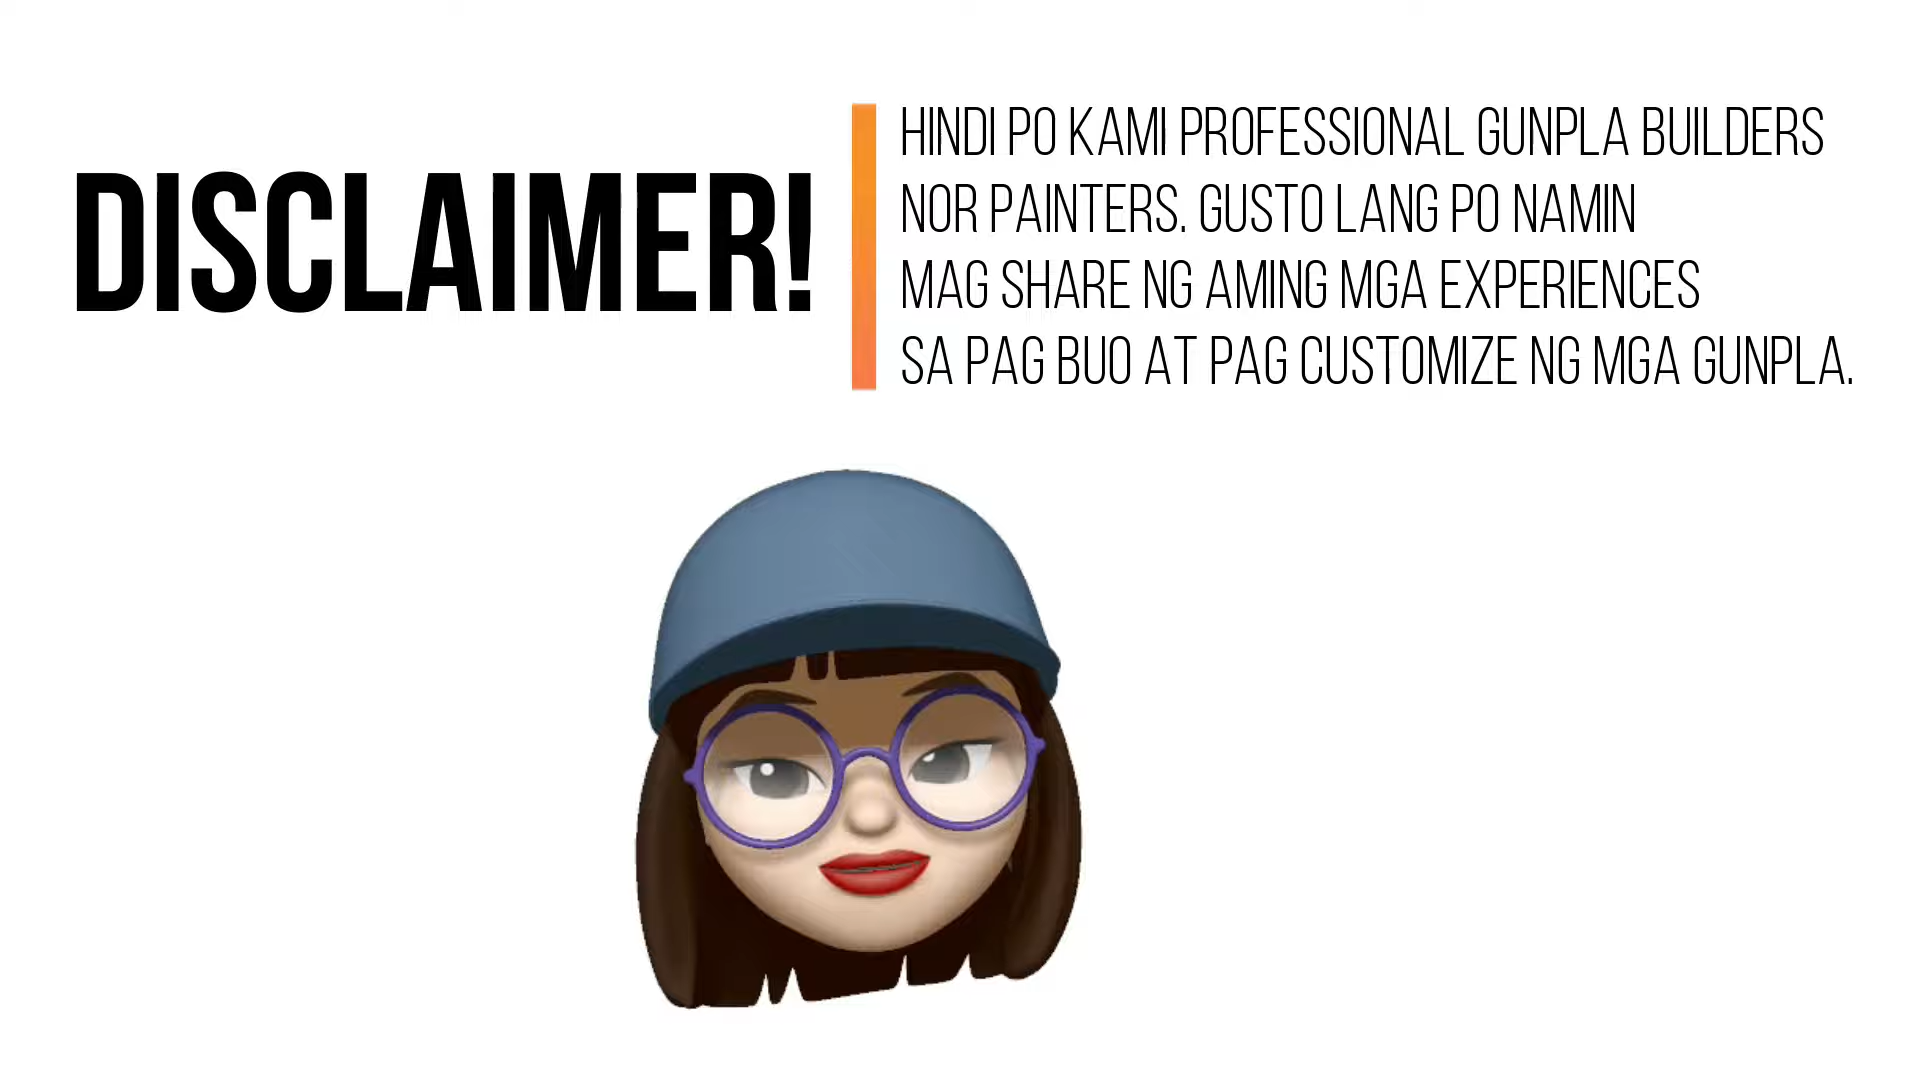 DISCLAIMER!
HINDI PO KAMI PROFESSIONAL GUNPLA BUILDERS
NOR PAINTERS. GUSTO LANG PO NAMIN
MAG SHARE NG AMING MGA EXPERIENCES
SA PAG BUO AT PAG CUSTOMIZE NG MGA GUNPLA.